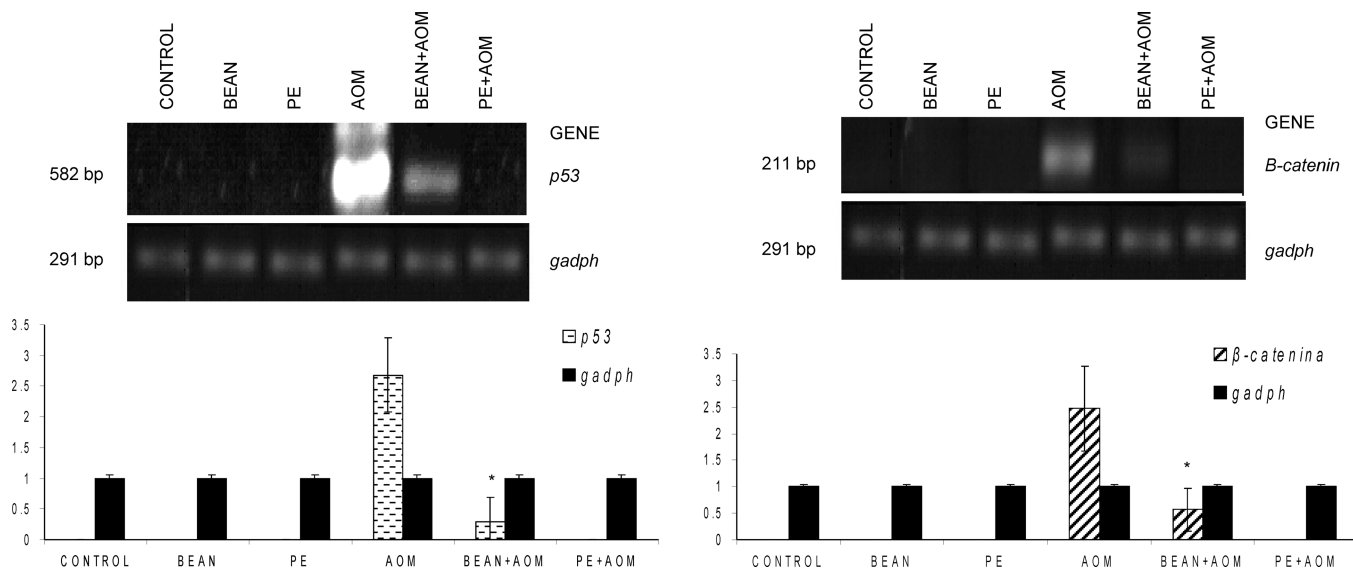 CONTROL BEAN PE AOM BEAN+AOM PE+AOM
GENE
582 bp p53
291 bp gadph
3.5
3
2.5
2
1.5
1
0.5
0
p53
gadph
*
CONTROL BEAN PE AOM BEAN+AOM PE+AOM
CONTROL BEAN PE AOM BEAN+AOM PE+AOM
GENE
211 bp B-catenin
291 bp gadph
3.5
3
2.5
2
1.5
1
0.5
0
β-catenina
gadph
*
CONTROL BEAN PE AOM BEAN+AOM PE+AOM